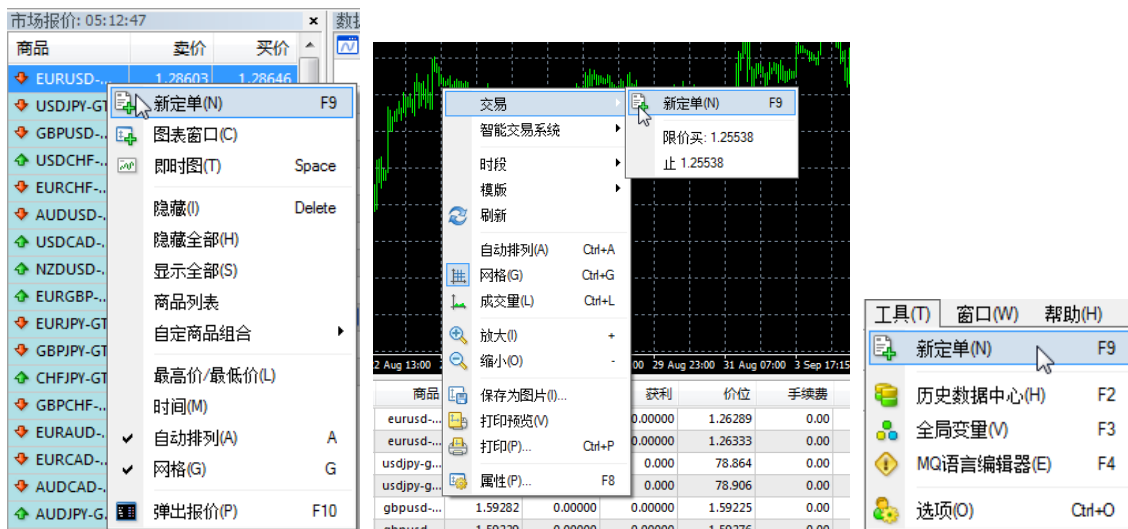 市场报价: 05:12:47
商品 卖价 买价
EURUSD-... 1.28603 1.28646
USDJPY-GT
GBPUSD-...
USDCHF-...
EURCHF-...
AUDUSD-...
USDCAD-...
NZDUSD-...
EURGBP-...
EURJPY-GT
GBPJPY-GT
CHFJPY-GT
GBPCHF-...
EURAUD-...
EURCAD-...
AUDCAD-...
AUDJPY-G.
新定单(N) F9
图表窗口(C)
即时图(T) Space
隐藏(I) Delete
隐藏全部(H)
显示全部(S)
商品列表
自定商品组合
最高价/最低价(L)
时间(M)
自动排列(A) A
网格(G) G
弹出报价(P) F10
交易
智能交易系统
时段
模版
刷新
自动排列(A) Ctrl+A
网格(G) Ctrl+G
成交量(L) Ctrl+L
放大(I) +
缩小(O) -
保存为图片(I)...
打印预览(V)
打印(P)... Ctrl+P
属性(P)... F8
新定单(N) F9
限价买: 1.25538
止 1.25538
2 Aug 13:00
00 29 Aug 23:00 31 Aug 07:00 3 Sep 17:15
商品 获利 价位 手续费
eurusd-... 0.00000 1.26289 0.00
eurusd-... 0.00000 1.26333 0.00
usdjpy-g... 0.000 78.864 0.00
usdjpy-g... 0.000 78.906 0.00
gbpusd-... 1.59282 0.00000 0.00000 1.59225 0.00
工具(T) 窗口(W) 帮助(H)
新定单(N) F9
历史数据中心(H) F2
全局变量(V) F3
MQ语言编辑器(E) F4
选项(O) Ctrl+O